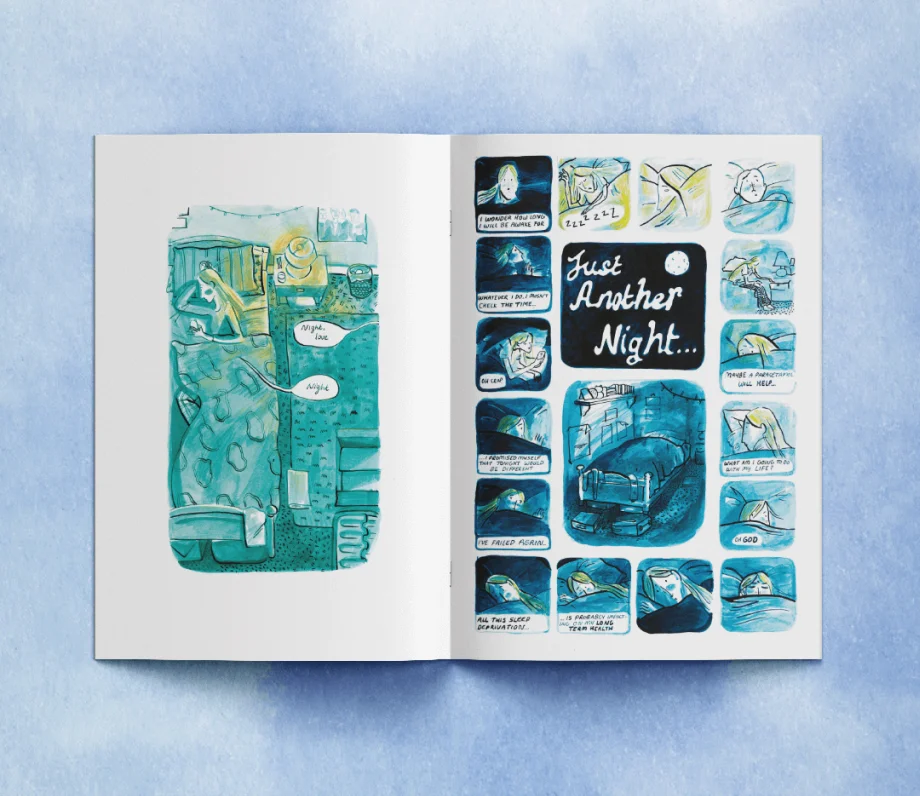 Night
love
Night
Just
Another
Night...
I WONDER HOW LONG
I WILL BE AWAKE FOR
ZZZZZZZ
WHATEVER I DO, I MUSN'T
CHECK THE TIME...
OH CRAP
...I PROMISED MYSELF
THAT TONIGHT WOULD
BE DIFFERENT
I'VE FAILED AGAIN..
ALL THIS SLEEP
DEPRIVATION...
...IS PROBABLY IMPACT-
ING ON MY LONG
TERM HEALTH
OH GOD
WHAT AM I GOING TO DO
WITH MY LIFE?
MAYBE A PARACETAMOL
WILL HELP...